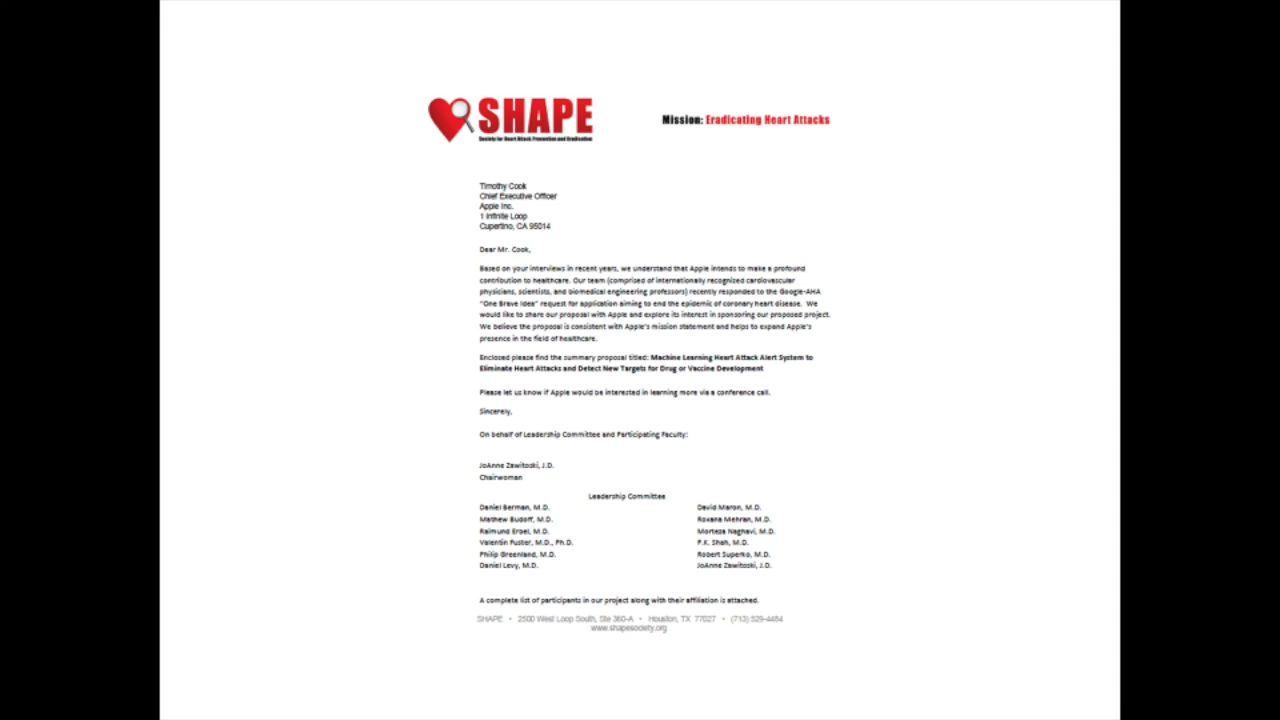 SHAPE
Society for Heart Attack Prevention and Eradication
Mission: Eradicating Heart Attacks
Timothy Cook
Chief Executive Officer
Apple Inc.
1 Infinite Loop
Cupertino, CA 95014
Dear Mr. Cook,
Based on your interviews in recent years, we understand that Apple intends to make a profound
contribution to healthcare. Our team (comprised of internationally recognized cardiovascular
physicians, scientists, and biomedical engineering professors) recently responded to the Google-AHA
"One Brave Idea" request for application aiming to end the epidemic of coronary heart disease. We
would like to share our proposal with Apple and explore its interest in sponsoring our proposed project.
We believe the proposal is consistent with Apple's mission statement and helps to expand Apple's
presence in the field of healthcare.
Enclosed please find the summary proposal titled: Machine Learning Heart Attack Alert System to
Eliminate Heart Attacks and Detect New Targets for Drug or Vaccine Development
Please let us know if Apple would be interested in learning more via a conference call.
Sincerely,
On behalf of Leadership Committee and Participating Faculty:
JoAnne Zawitoski, J.D.
Chairwoman
Leadership Committee
Daniel Berman, M.D.
Mathew Budoff, M.D.
Raimund Erbel, M.D.
Valentin Fuster, M.D., Ph.D.
Philip Greenland, M.D.
Daniel Levy, M.D.
David Maron, M.D.
Roxana Mehran, M.D.
Morteza Naghavi, M.D.
P.K. Shah, M.D.
Robert Superko, M.D.
JoAnne Zawitoski, J.D.
A complete list of participants in our project along with their affiliation is attached.
SHAPE • 2500 West Loop South, Ste 360-A • Houston, TX 77027 • (713) 529-4484
www.shapesociety.org